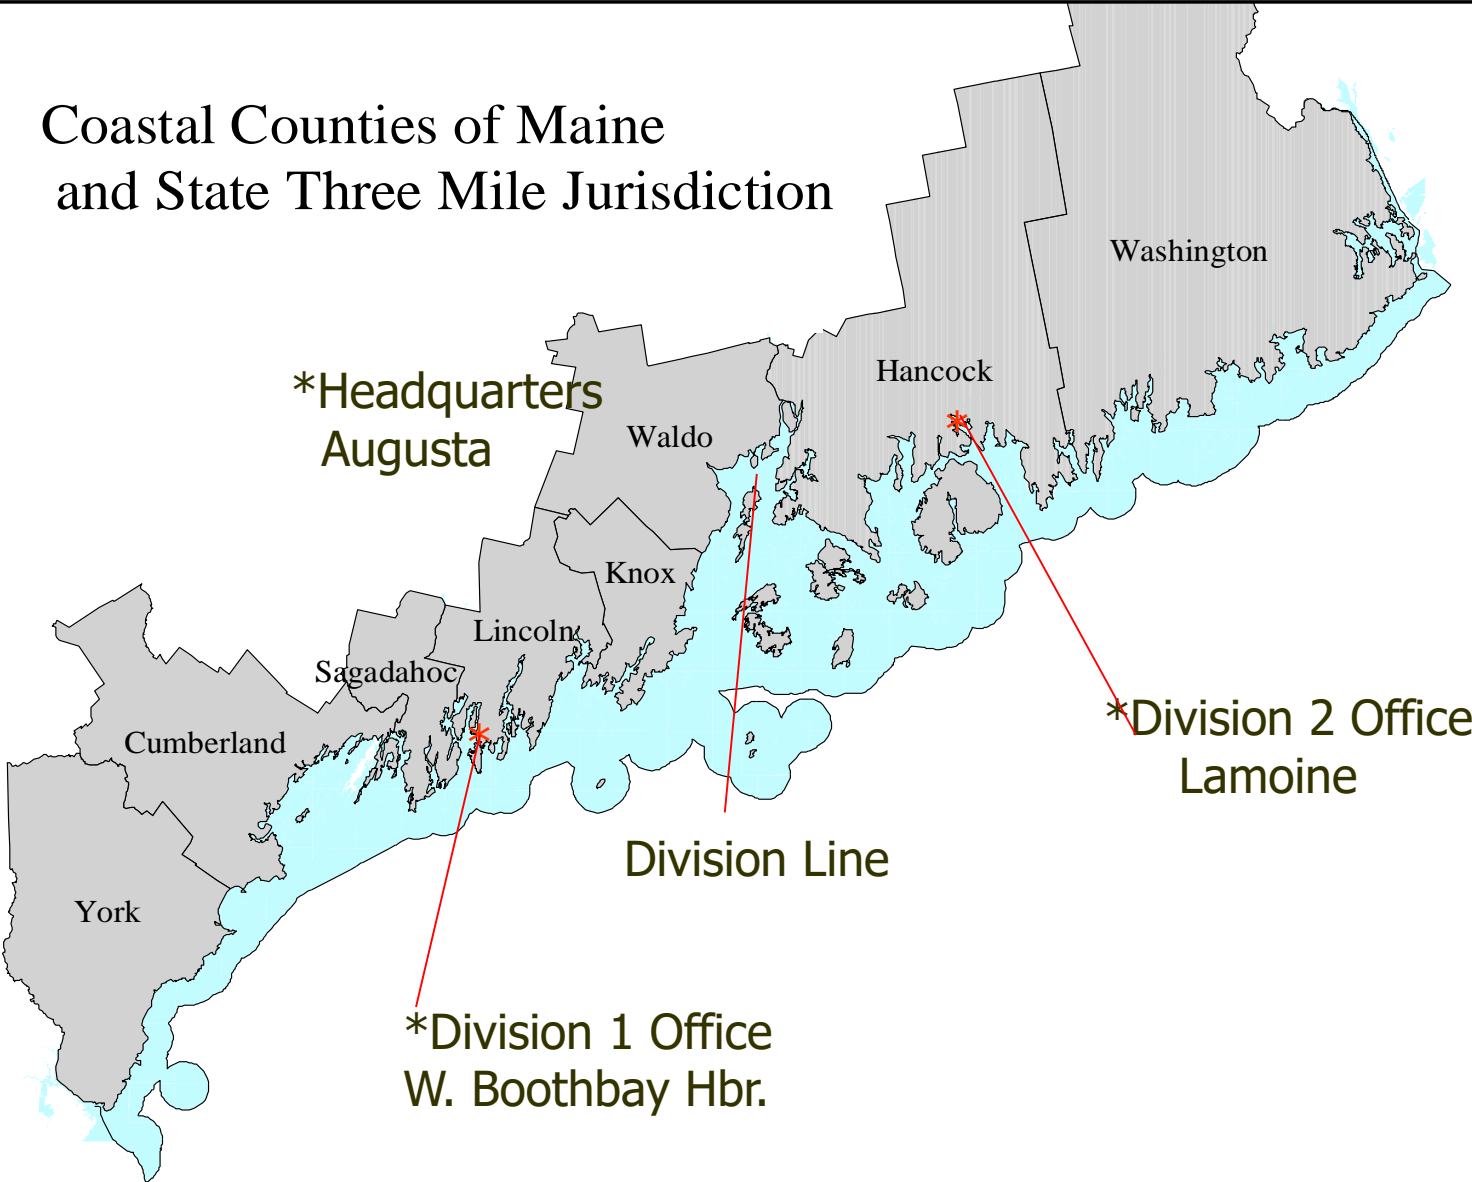 Coastal Counties of Maine
and State Three Mile Jurisdiction
Washington
Hancock
*Headquarters
Augusta
Waldo
Knox
Lincoln
Sagadahoc
*Division 2 Office
Lamoine
Cumberland
Division Line
York
*Division 1 Office
W. Boothbay Hbr.